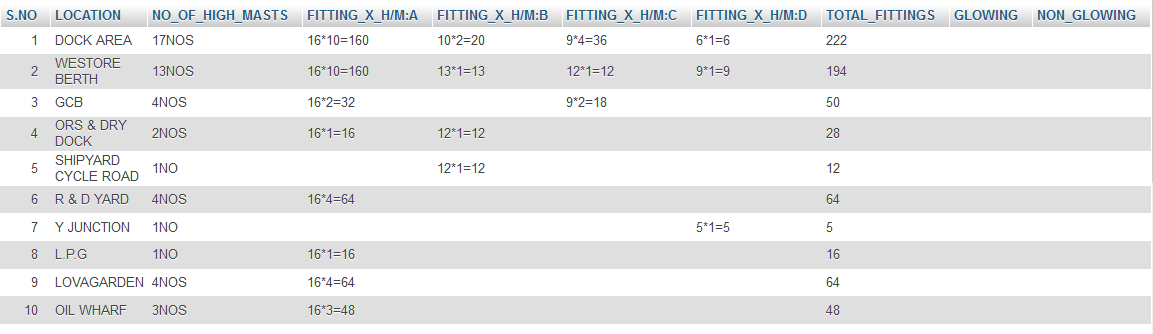 S.NO LOCATION NO_OF_HIGH_MASTS FITTING_X_H/M:A FITTING_X_H/M:B FITTING_X_H/M:C FITTING_X_H/M:D TOTAL_FITTINGS GLOWING NON_GLOWING
1 DOCK AREA 17NOS 16*10=160 10*2=20 9*4=36 6*1=6 222
2 WESTORE BERTH 13NOS 16*10=160 13*1=13 12*1=12 9*1=9 194
3 GCB 4NOS 16*2=32 9*2=18 50
4 ORS & DRY DOCK 2NOS 16*1=16 12*1=12 28
5 SHIPYARD CYCLE ROAD 1NO 12*1=12 12
6 R & D YARD 4NOS 16*4=64 64
7 Y JUNCTION 1NO 5*1=5 5
8 L.P.G 1NO 16*1=16 16
9 LOVAGARDEN 4NOS 16*4=64 64
10 OIL WHARF 3NOS 16*3=48 48